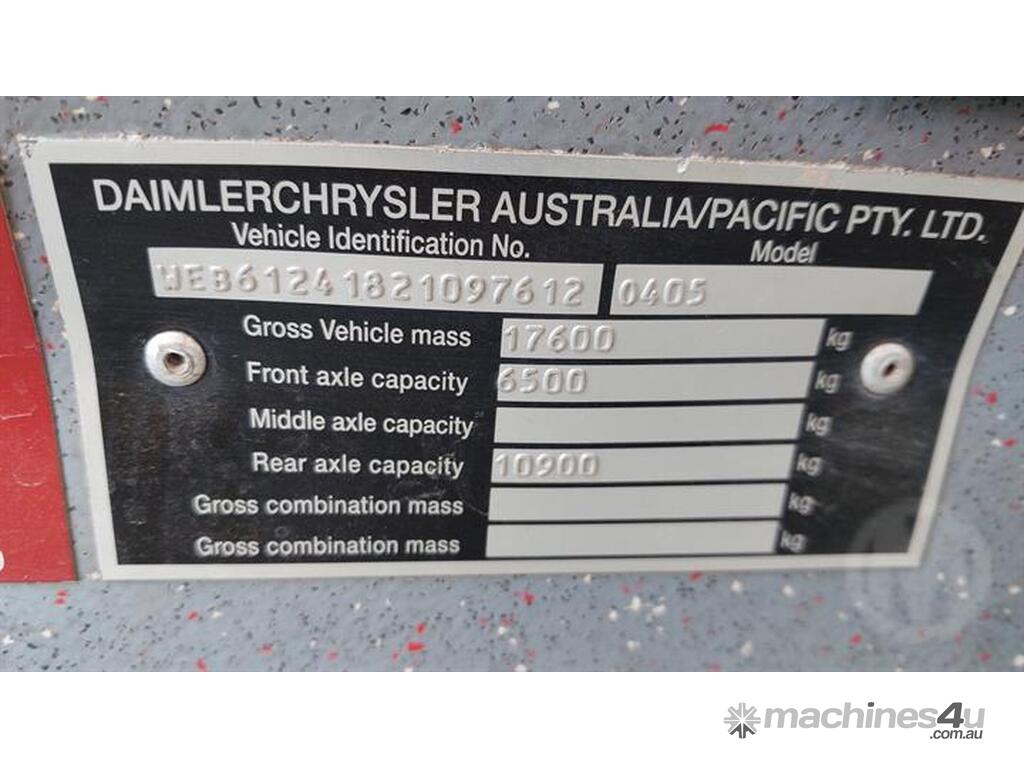 DAIMLERCHRYSLER AUSTRALIA/PACIFIC PTY. LTD.
Vehicle Identification No. Model
WEB61241821097612 0405
Gross Vehicle mass 17600 kg
Front axle capacity 6500 kg
Middle axle capacity kg
Rear axle capacity 10900 kg
Gross combination mass kg
Gross combination mass kg
machines4u
.com.au